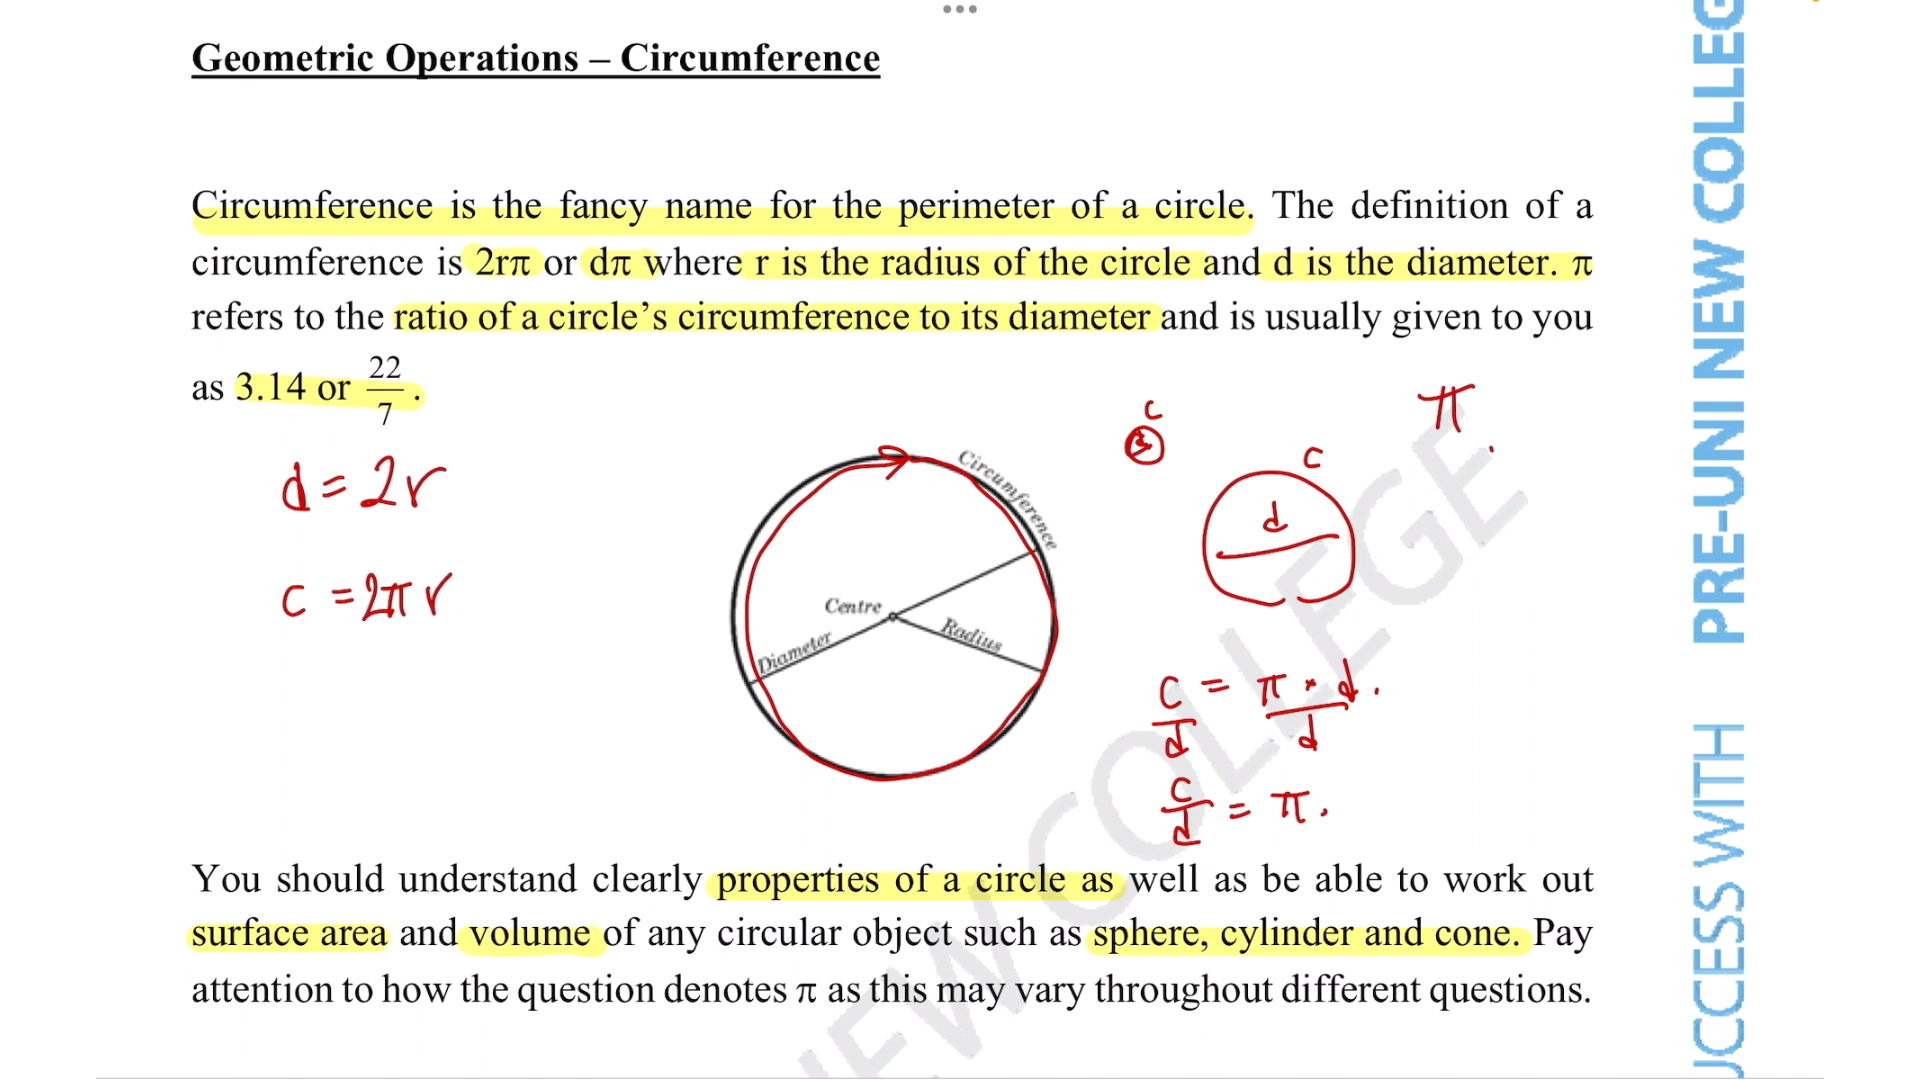 Geometric Operations – Circumference
Circumference is the fancy name for the perimeter of a circle. The definition of a
circumference is 2rπ or dπ where r is the radius of the circle and d is the diameter. π
refers to the ratio of a circle’s circumference to its diameter and is usually given to you
as 3.14 or 22/7.
d = 2r
c = 2πr
Circumference
Centre
Diameter
Radius
c
d
π
c
d
c/d = π × d/d.
c/d = π.
You should understand clearly properties of a circle as well as be able to work out
surface area and volume of any circular object such as sphere, cylinder and cone. Pay
attention to how the question denotes π as this may vary throughout different questions.
UCCESS WITH PRE-UNI NEW COLLEG
EW COLLEGE